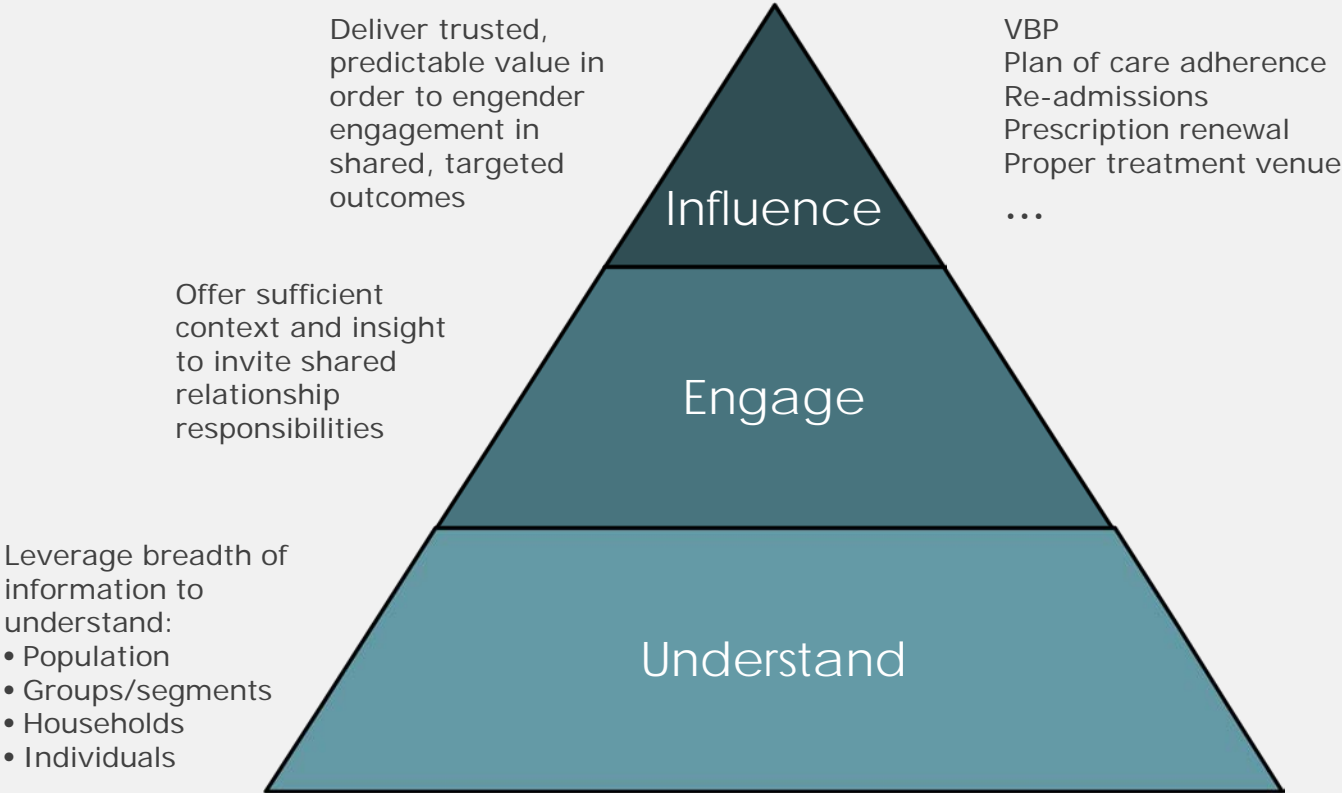 Deliver trusted,
predictable value in
order to engender
engagement in
shared, targeted
outcomes
VBP
Plan of care adherence
Re-admissions
Prescription renewal
Proper treatment venue
...
Influence
Offer sufficient
context and insight
to invite shared
relationship
responsibilities
Engage
Leverage breadth of
information to
understand:
• Population
• Groups/segments
• Households
• Individuals
Understand